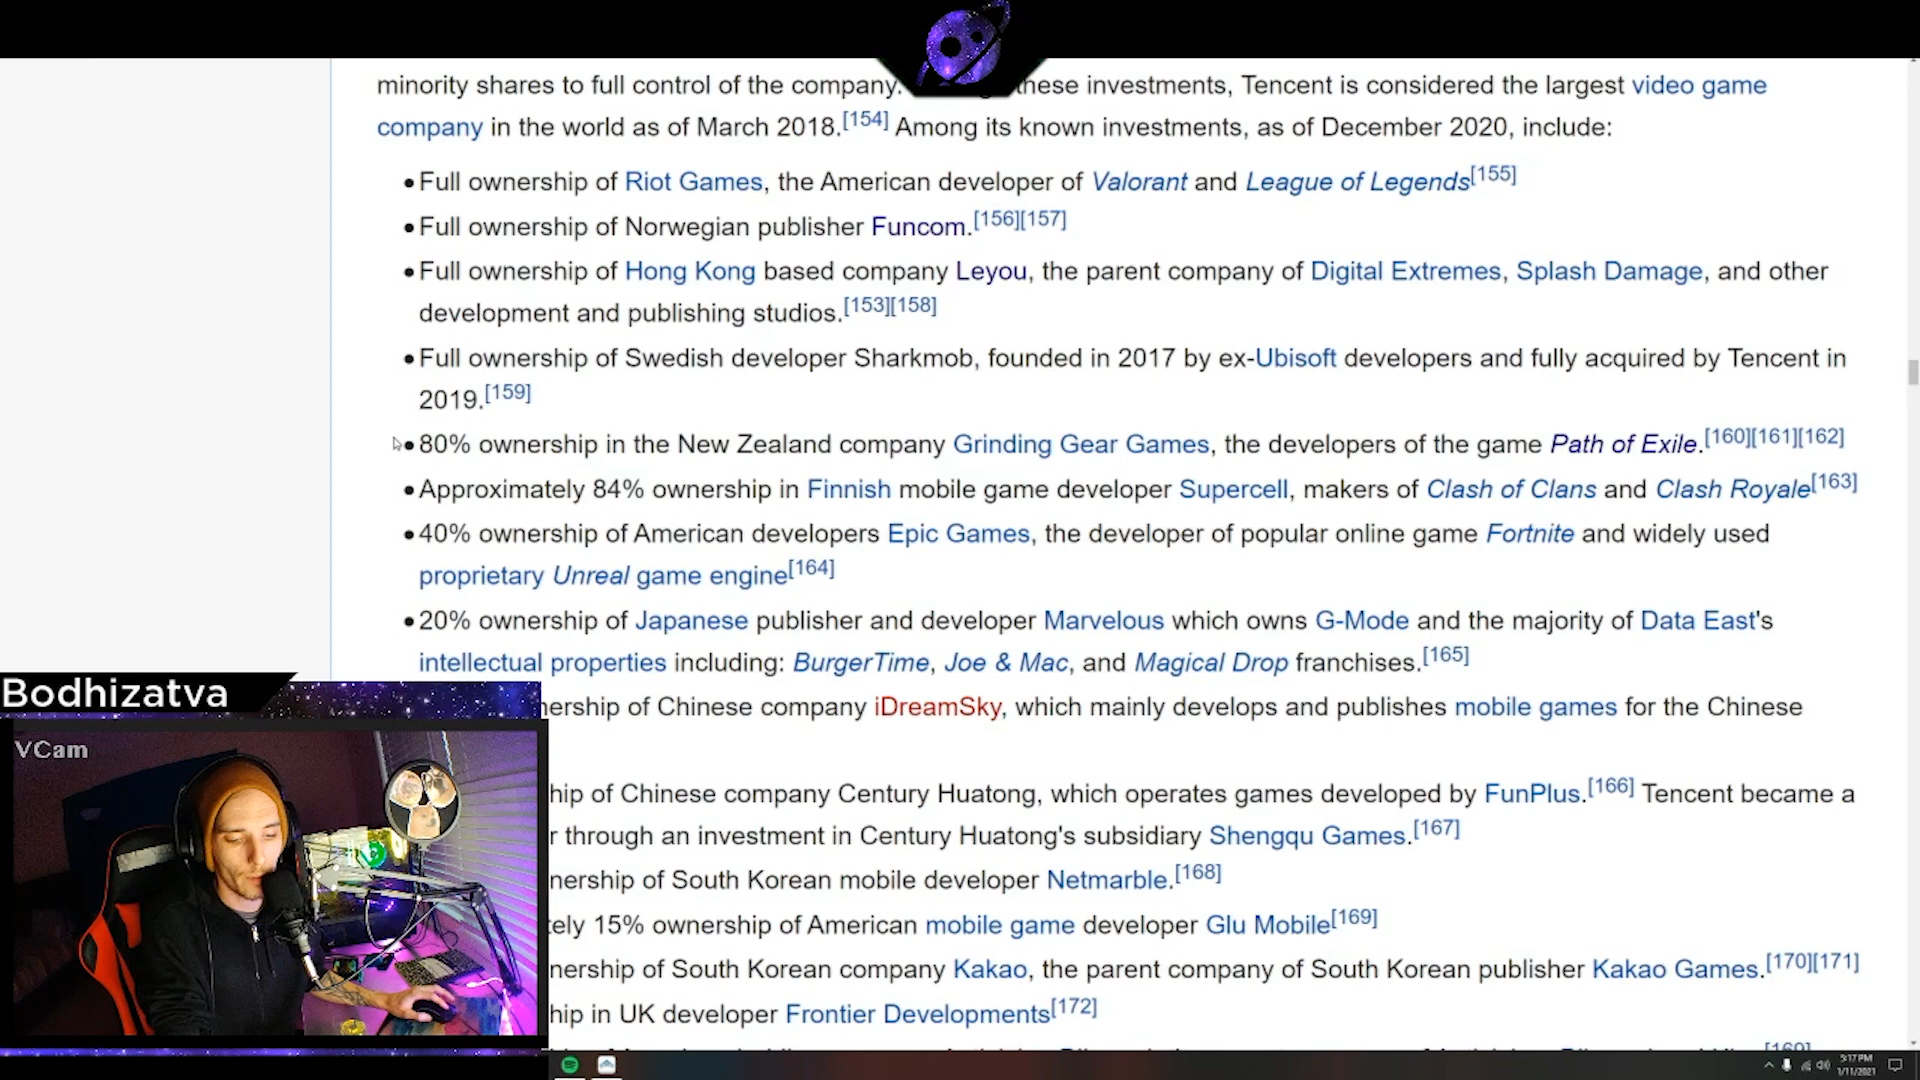 minority shares to full control of the company. these investments, Tencent is considered the largest video game
company in the world as of March 2018.[154] Among its known investments, as of December 2020, include:
•Full ownership of Riot Games, the American developer of Valorant and League of Legends[155]
•Full ownership of Norwegian publisher Funcom.[156][157]
•Full ownership of Hong Kong based company Leyou, the parent company of Digital Extremes, Splash Damage, and other
development and publishing studios.[153][158]
•Full ownership of Swedish developer Sharkmob, founded in 2017 by ex-Ubisoft developers and fully acquired by Tencent in
2019.[159]
•80% ownership in the New Zealand company Grinding Gear Games, the developers of the game Path of Exile.[160][161][162]
•Approximately 84% ownership in Finnish mobile game developer Supercell, makers of Clash of Clans and Clash Royale[163]
•40% ownership of American developers Epic Games, the developer of popular online game Fortnite and widely used
proprietary Unreal game engine[164]
•20% ownership of Japanese publisher and developer Marvelous which owns G-Mode and the majority of Data East's
intellectual properties including: BurgerTime, Joe & Mac, and Magical Drop franchises.[165]
nership of Chinese company iDreamSky, which mainly develops and publishes mobile games for the Chinese
hip of Chinese company Century Huatong, which operates games developed by FunPlus.[166] Tencent became a
r through an investment in Century Huatong's subsidiary Shengqu Games.[167]
nership of South Korean mobile developer Netmarble.[168]
tely 15% ownership of American mobile game developer Glu Mobile[169]
nership of South Korean company Kakao, the parent company of South Korean publisher Kakao Games.[170][171]
hip in UK developer Frontier Developments[172]
Bodhizatva
VCam
5:17 PM
1/11/2021